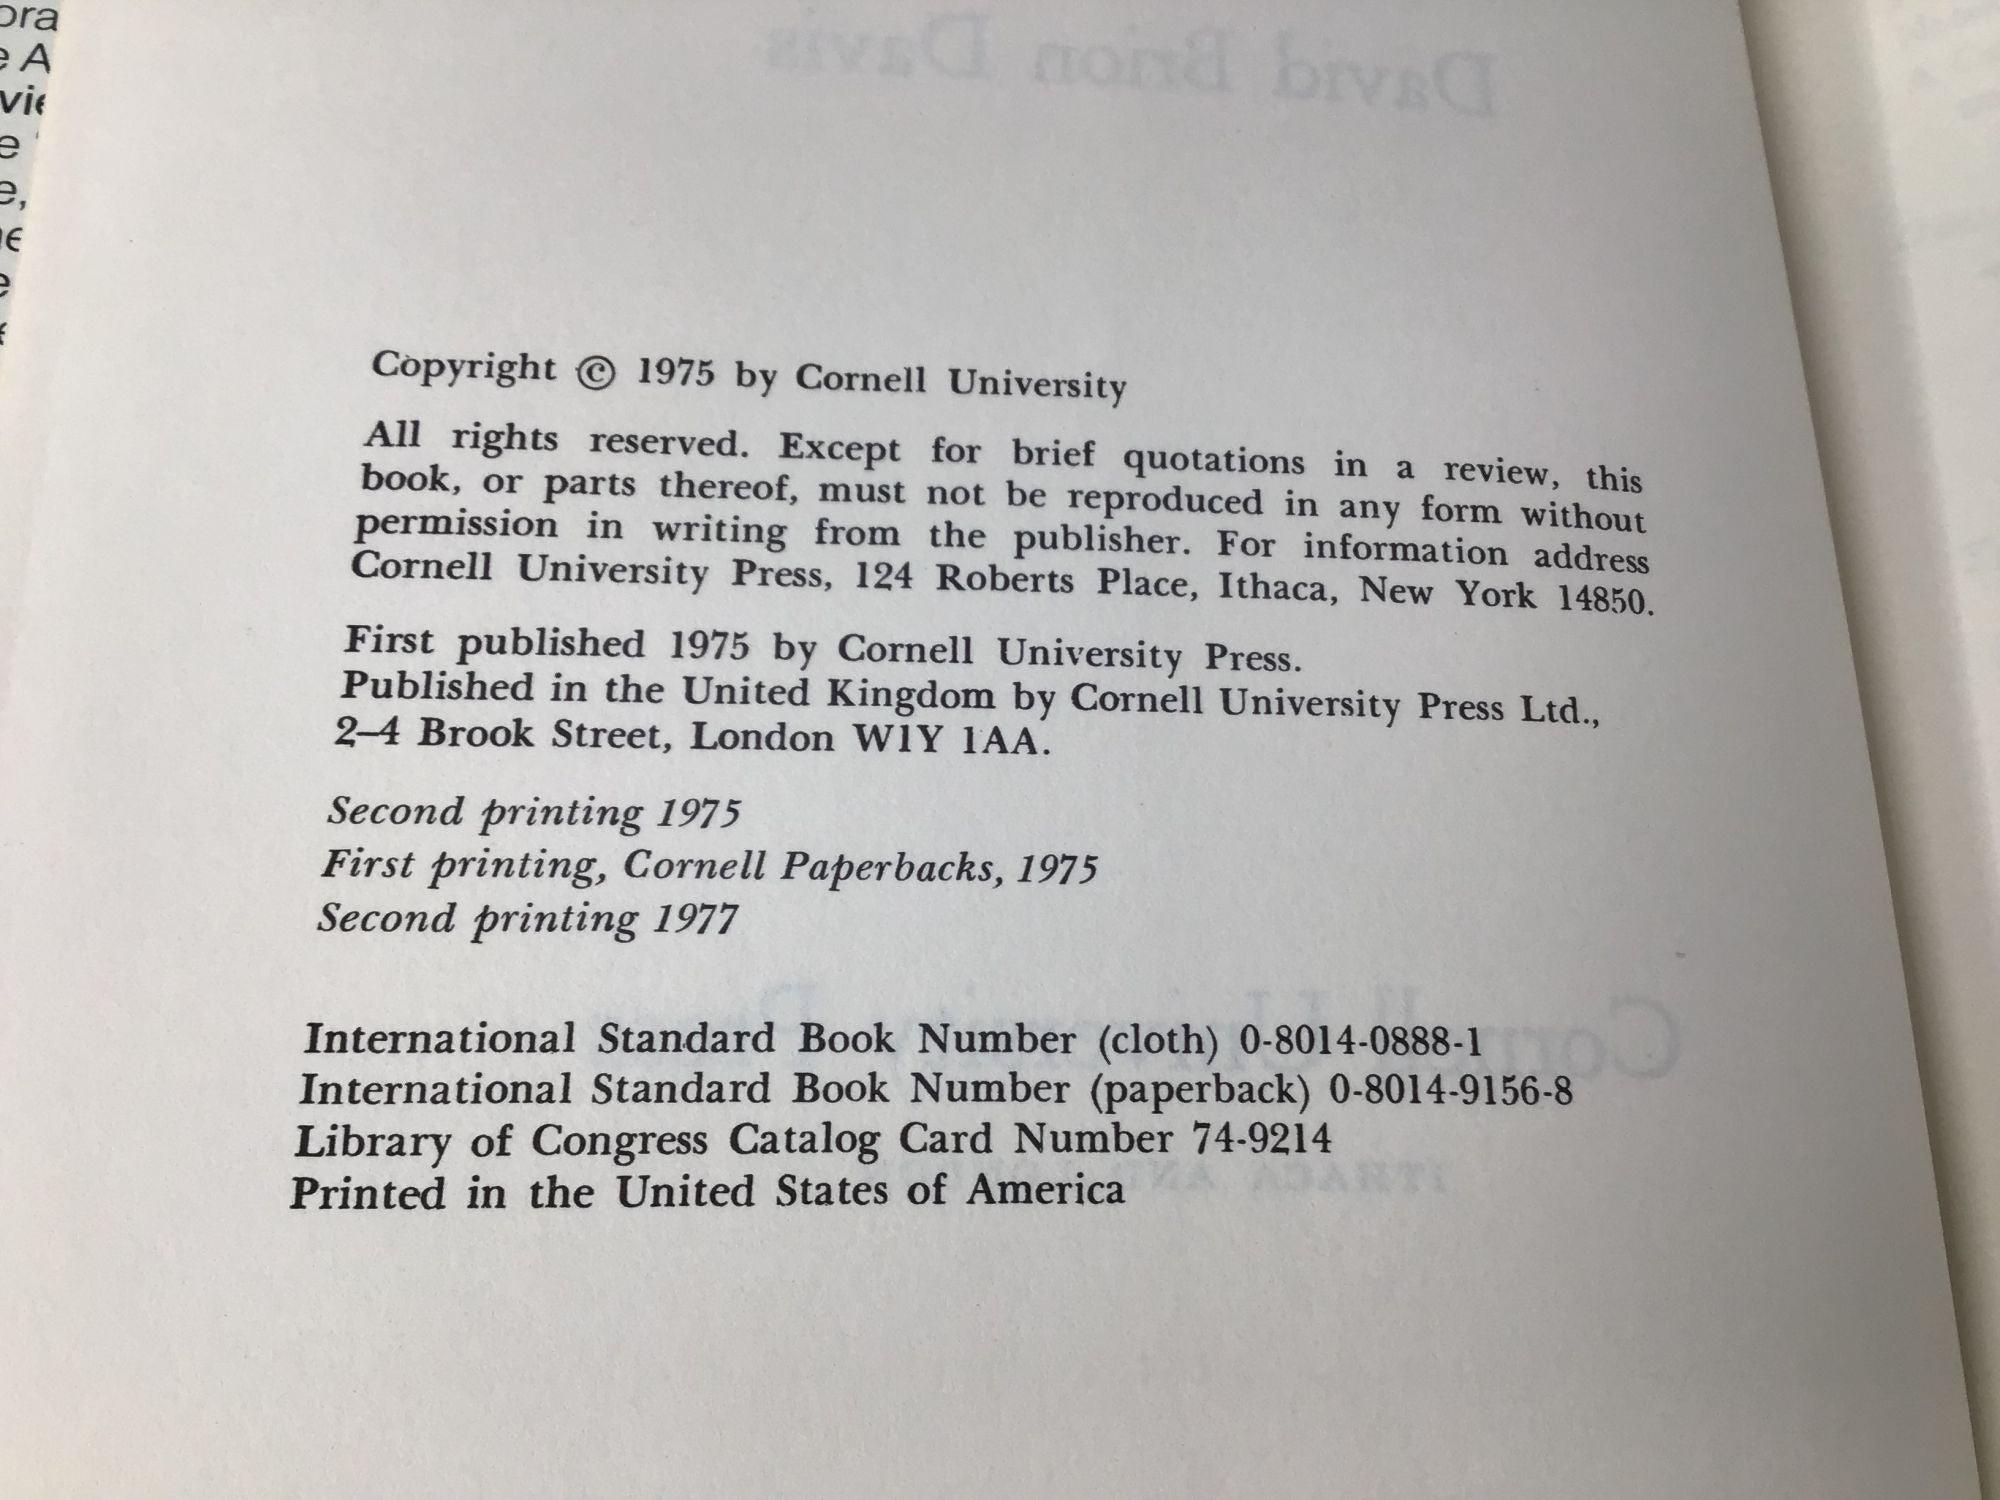 David Brion Davis
Copyright © 1975 by Cornell University
All rights reserved. Except for brief quotations in a review, this
book, or parts thereof, must not be reproduced in any form without
permission in writing from the publisher. For information address
Cornell University Press, 124 Roberts Place, Ithaca, New York 14850.
First published 1975 by Cornell University Press.
Published in the United Kingdom by Cornell University Press Ltd.,
2–4 Brook Street, London W1Y 1AA.
Second printing 1975
First printing, Cornell Paperbacks, 1975
Second printing 1977
International Standard Book Number (cloth) 0-8014-0888-1
International Standard Book Number (paperback) 0-8014-9156-8
Library of Congress Catalog Card Number 74-9214
Printed in the United States of America